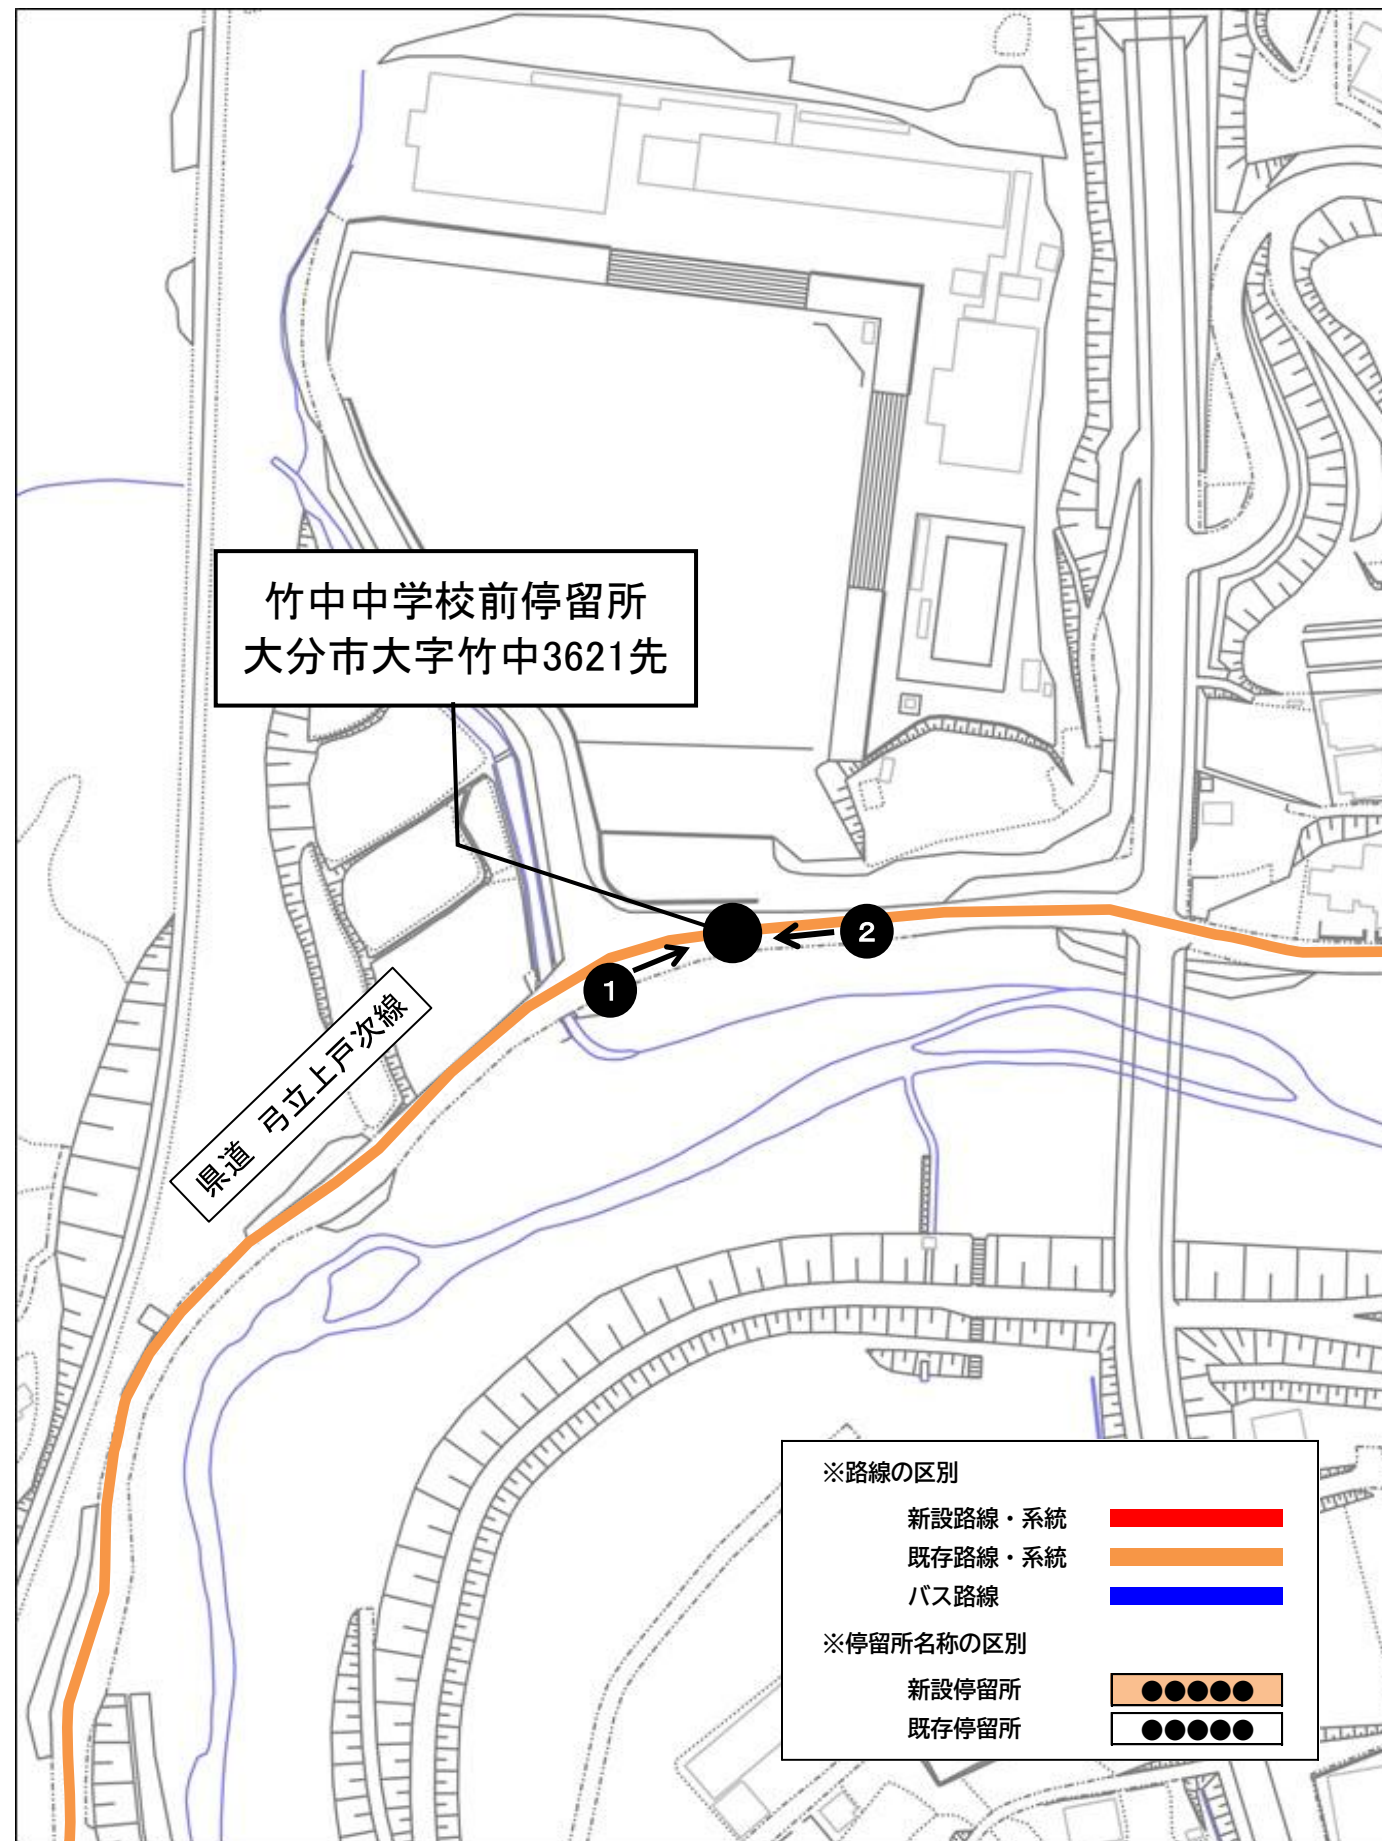 竹中中学校前停留所
大分市大字竹中3621先
2
1
県道 弓立上戸次線
※路線の区別
新設路線・系統
既存路線・系統
バス路線
※停留所名称の区別
新設停留所 ●●●●●
既存停留所 ●●●●●